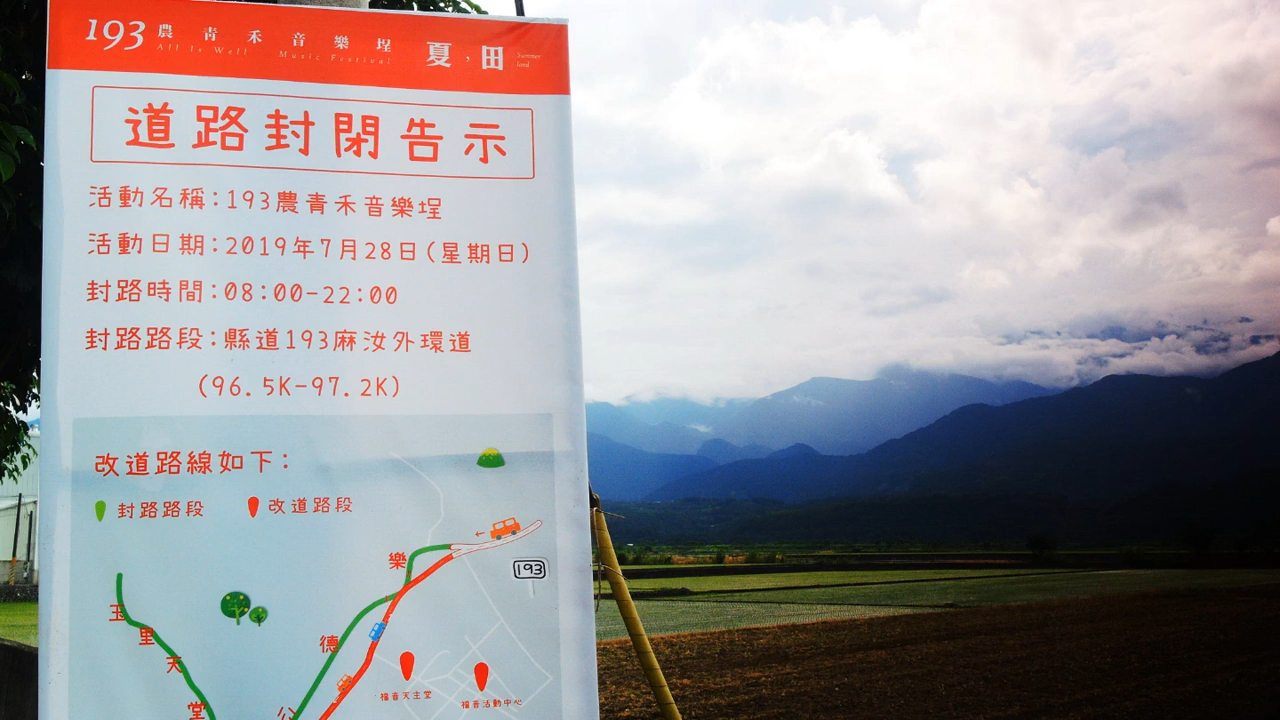 193 農青禾音樂埕 夏,田 Summer land
All Is Well Music Festival
道路封閉告示
活動名稱:193農青禾音樂埕
活動日期:2019年7月28日(星期日)
封路時間:08:00-22:00
封路路段:縣道193麻汝外環道
(96.5K-97.2K)
改道路線如下:
封路路段 改道路段
樂
193
玉里天堂
德
公
福音天主堂
福音活動中心